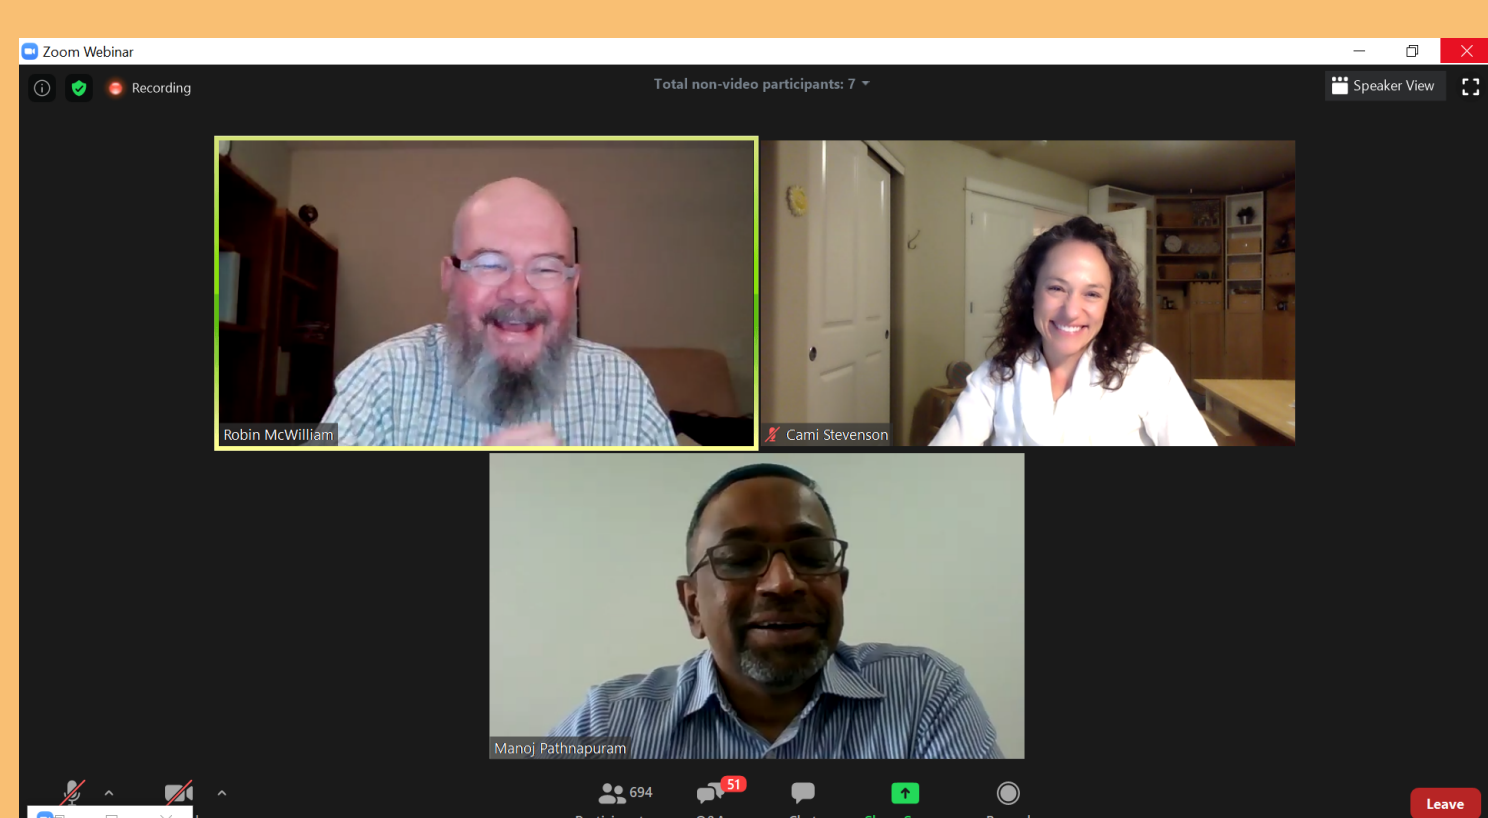 Zoom Webinar
Recording
Total non-video participants: 7
Speaker View
Robin McWilliam
Cami Stevenson
Manoj Pathnapuram
694
51
Leave